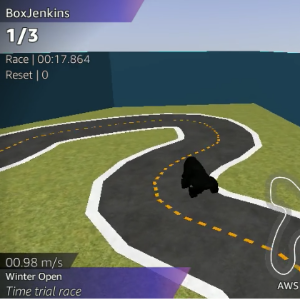 BoxJenkins
1/3
Race | 00:17.864
Reset | 0
00.98 m/s
Winter Open
Time trial race
AWS